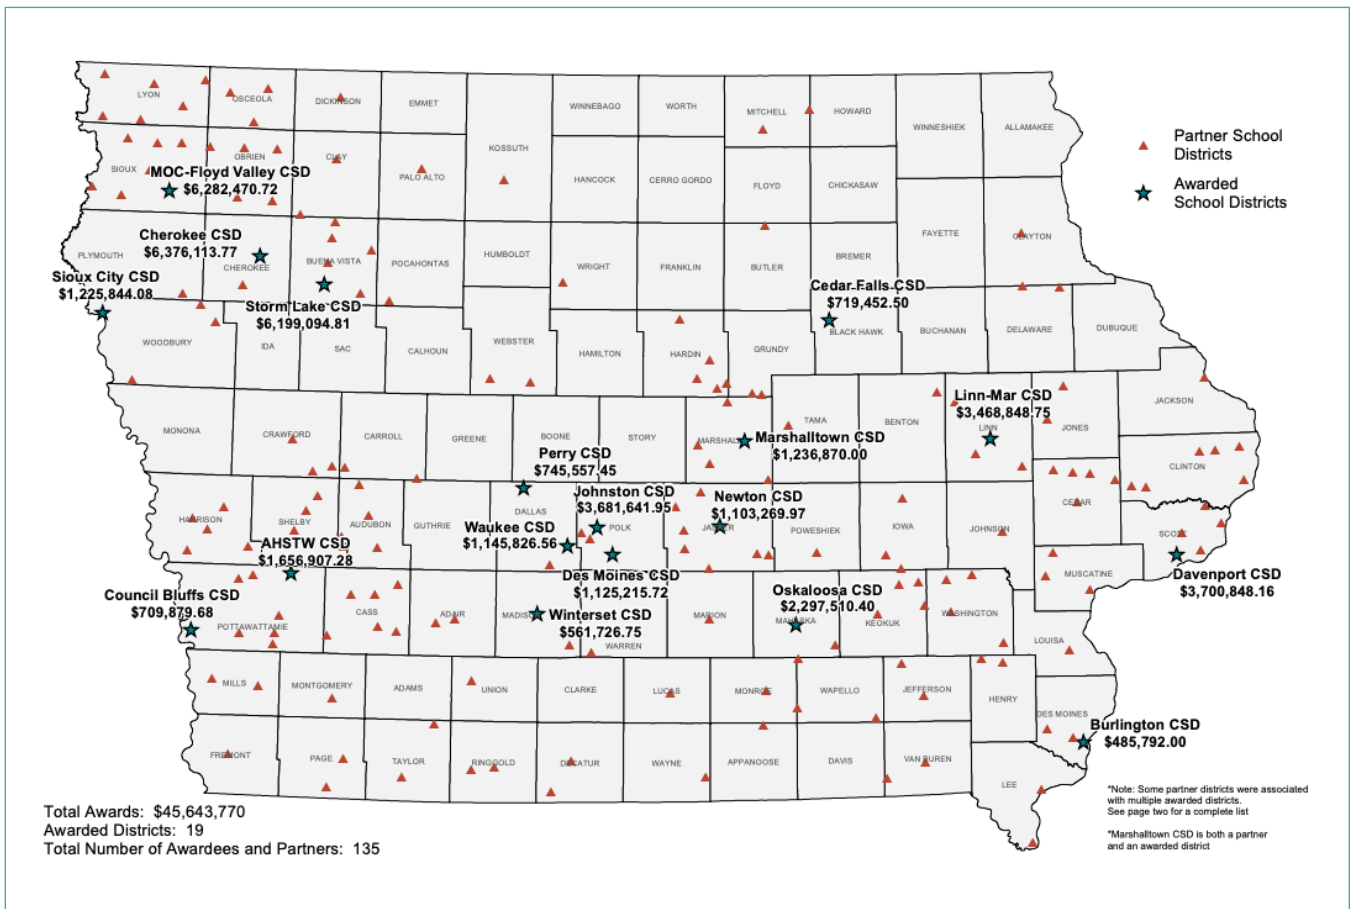 LYON
OSCEOLA
DICKINSON
EMMET
KOSSUTH
WINNEBAGO
WORTH
MITCHELL
HOWARD
WINNESHIEK
ALLAMAKEE
Partner School
Districts
Awarded
School Districts
SIOUX
OBRIEN
CLAY
PALO ALTO
HANCOCK
CERRO GORDO
FLOYD
CHICKASAW
MOC-Floyd Valley CSD
$6,282,470.72
PLYMOUTH
Cherokee CSD
$6,376,113.77
CHEROKEE
BUENA VISTA
POCAHONTAS
HUMBOLDT
WRIGHT
FRANKLIN
BUTLER
BREMER
FAYETTE
CLAYTON
Sioux City CSD
$1,225,844.08
Storm Lake CSD
$6,199,094.81
Cedar Falls CSD
$719,452.50
WOODBURY
IDA
SAC
CALHOUN
WEBSTER
HAMILTON
HARDIN
GRUNDY
BLACK HAWK
BUCHANAN
DELAWARE
DUBUQUE
MONONA
CRAWFORD
CARROLL
GREENE
BOONE
STORY
MARSHAL
TAMA
BENTON
LINN
JONES
JACKSON
Linn-Mar CSD
$3,468,848.75
Marshalltown CSD
$1,236,870.00
Perry CSD
$745,557.45
CLINTON
HARRISON
SHELBY
AUDUBON
GUTHRIE
DALLAS
POLK
JASPER
POWESHIEK
IOWA
JOHNSON
CEDAR
SCOTT
Johnston CSD
$3,681,641.95
Newton CSD
$1,103,269.97
Waukee CSD
$1,145,826.56
AHSTW CSD
$1,656,907.28
Des Moines CSD
$1,125,215.72
MUSCATINE
Davenport CSD
$3,700,848.16
Council Bluffs CSD
$709,879.68
POTTAWATTAMIE
CASS
ADAIR
MADISON
Winterset CSD
$561,726.75
WARREN
MARION
Oskaloosa CSD
$2,297,510.40
MAHASKA
KEOKUK
WASHINGTON
LOUISA
MILLS
MONTGOMERY
ADAMS
UNION
CLARKE
LUCAS
MONROE
WAPELLO
JEFFERSON
HENRY
DES MOINES
Burlington CSD
$485,792.00
FREMONT
PAGE
TAYLOR
RINGGOLD
DECATUR
WAYNE
APPANOOSE
DAVIS
VAN BUREN
LEE
Total Awards: $45,643,770
Awarded Districts: 19
Total Number of Awardees and Partners: 135
*Note: Some partner districts were associated
with multiple awarded districts.
See page two for a complete list
*Marshalltown CSD is both a partner
and an awarded district